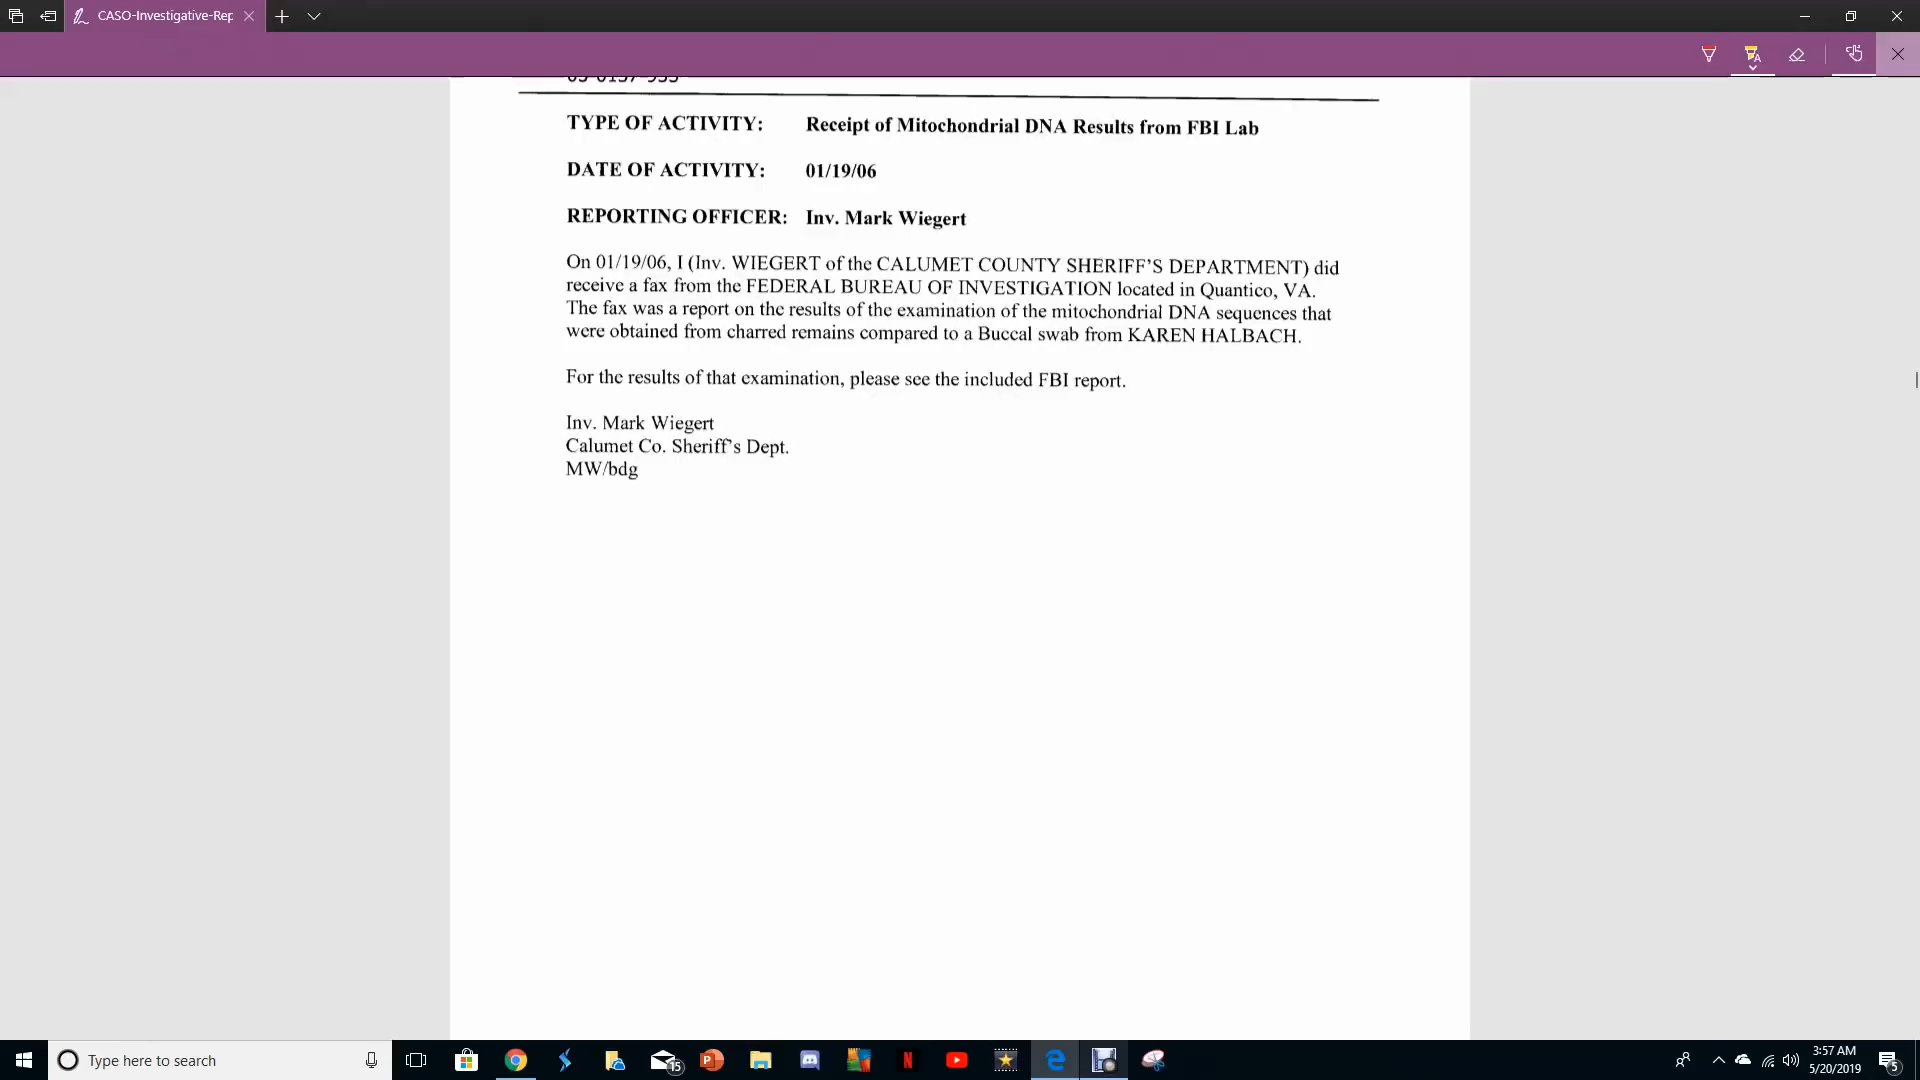 CASO-Investigative-Rep
TYPE OF ACTIVITY: Receipt of Mitochondrial DNA Results from FBI Lab
DATE OF ACTIVITY: 01/19/06
REPORTING OFFICER: Inv. Mark Wiegert
On 01/19/06, I (Inv. WIEGERT of the CALUMET COUNTY SHERIFF'S DEPARTMENT) did
receive a fax from the FEDERAL BUREAU OF INVESTIGATION located in Quantico, VA.
The fax was a report on the results of the examination of the mitochondrial DNA sequences that
were obtained from charred remains compared to a Buccal swab from KAREN HALBACH.
For the results of that examination, please see the included FBI report.
Inv. Mark Wiegert
Calumet Co. Sheriff's Dept.
MW/bdg
Type here to search
15
3:57 AM
5/20/2019
5